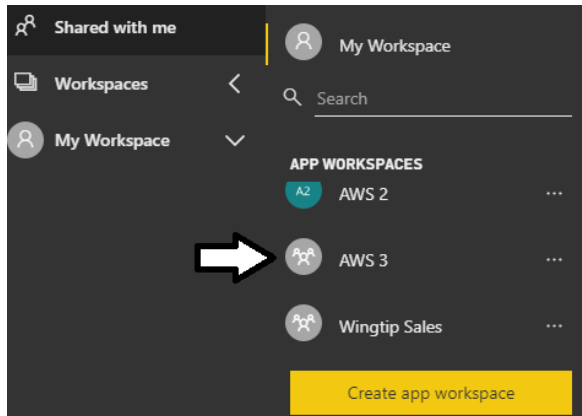 Shared with me
Workspaces
My Workspace
My Workspace
Search
APP WORKSPACES
A2
AWS 2
...
AWS 3
...
Wingtip Sales
...
Create app workspace